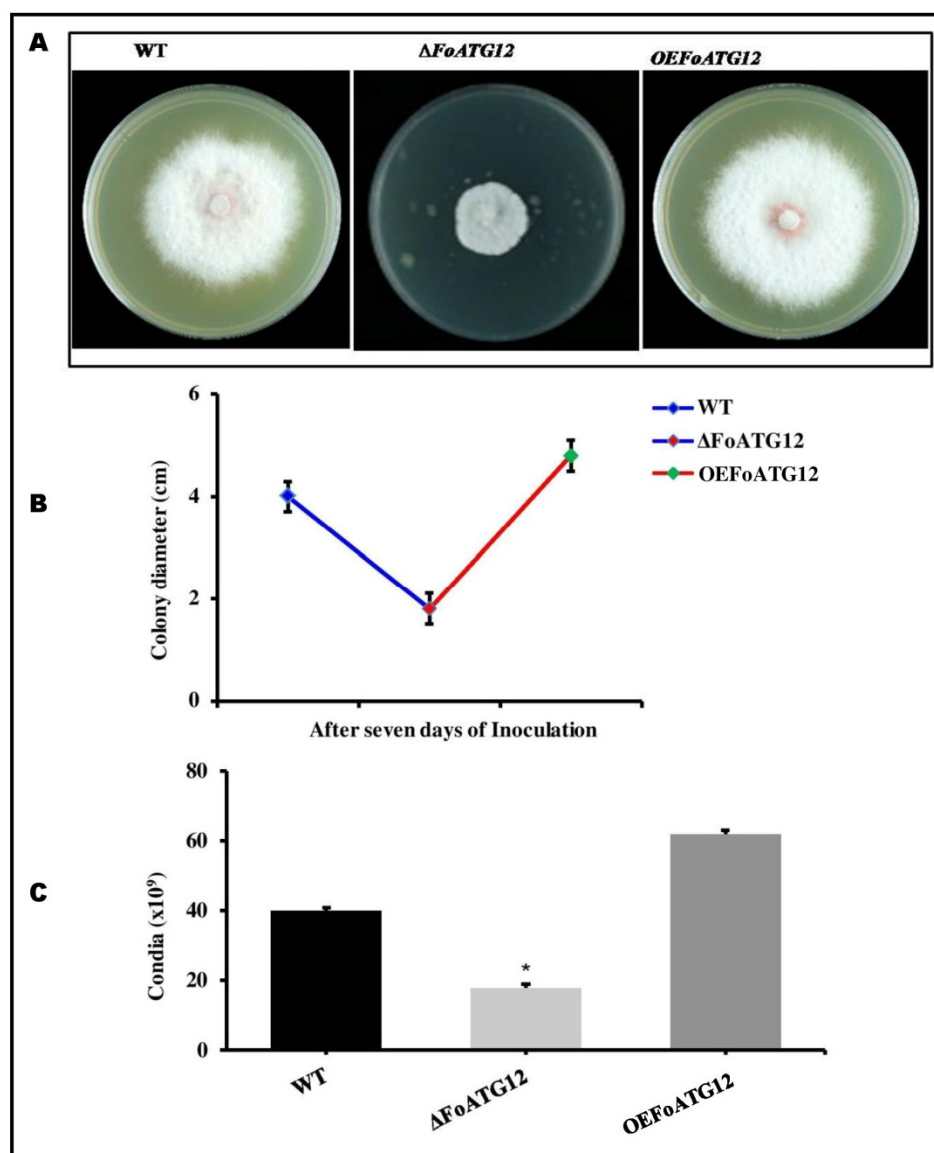 A
WT
ΔFoATG12
OEFoATG12
B
6
4
2
0
Colony diameter (cm)
WT
ΔFoATG12
OEFoATG12
After seven days of Inoculation
C
80
60
40
20
0
Condia (x10⁹)
*
WT
ΔFoATG12
OEFoATG12